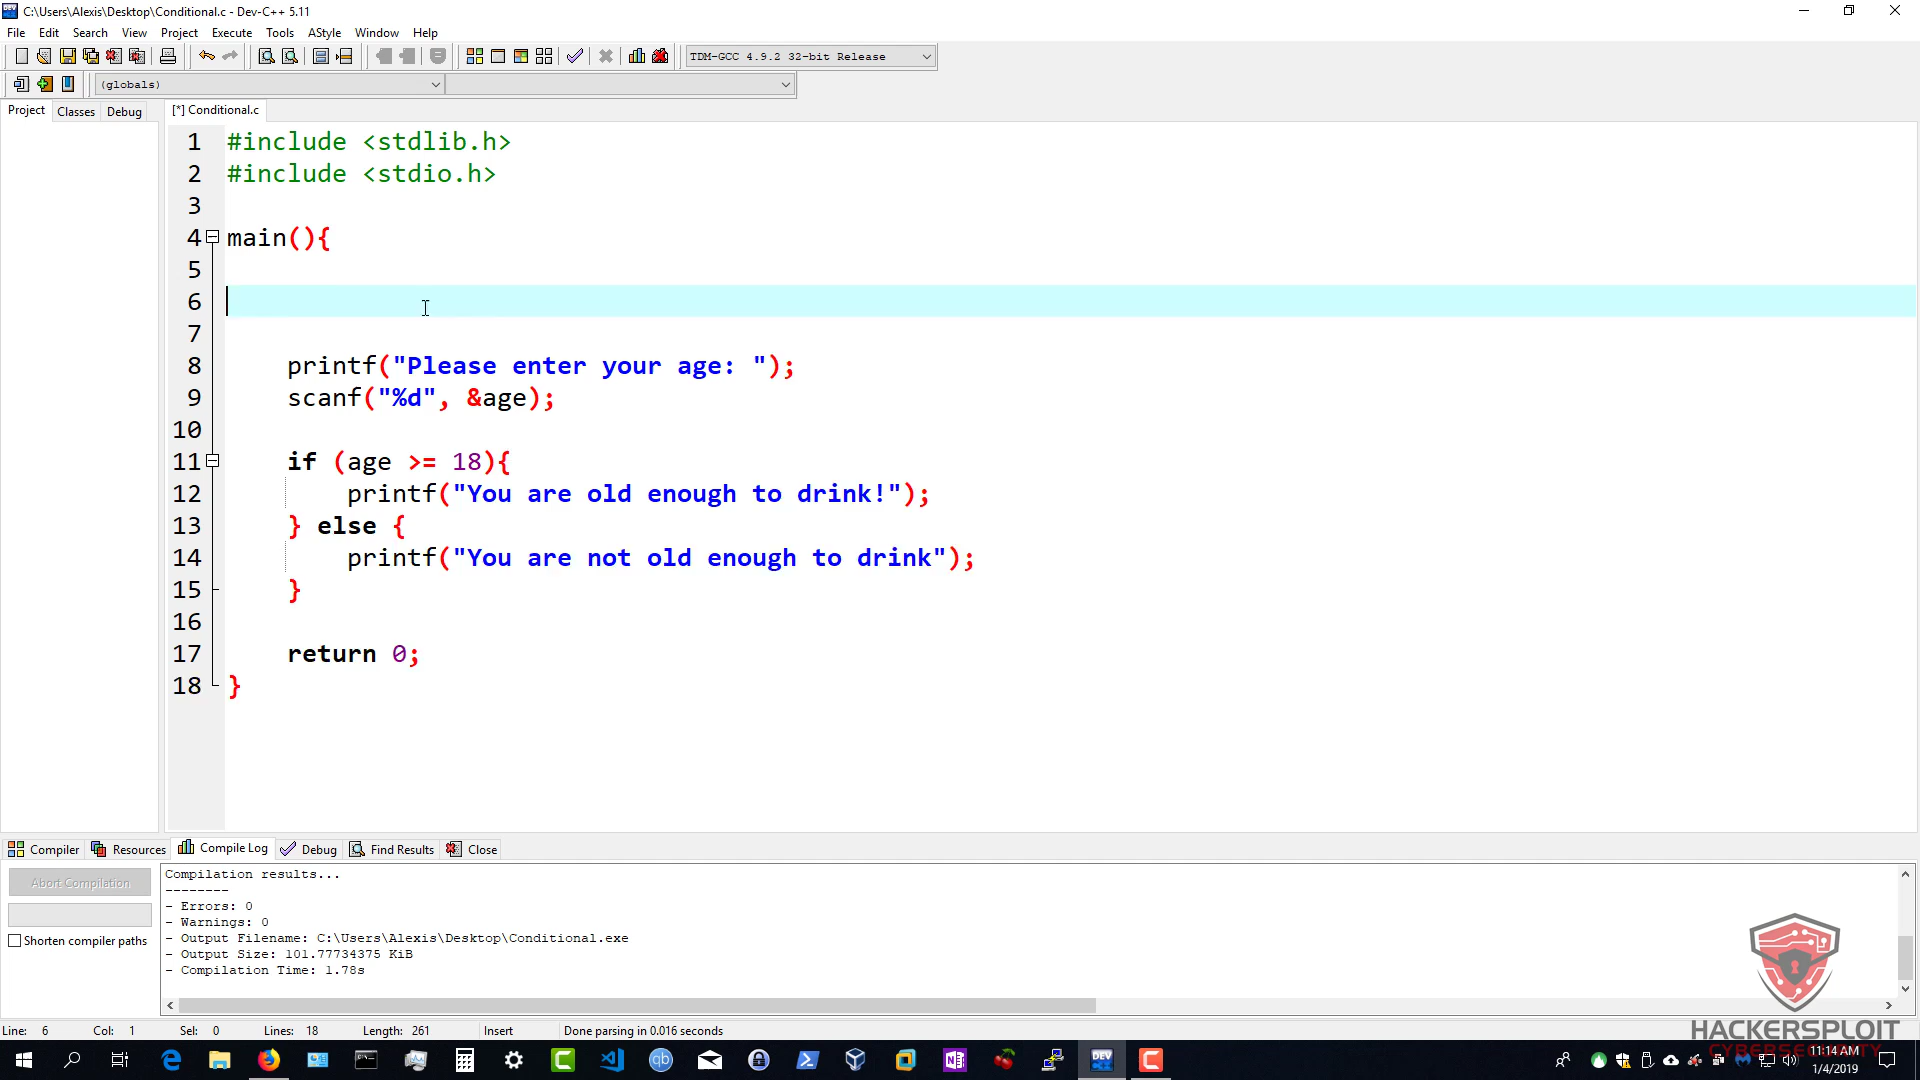 C:\Users\Alexis\Desktop\Conditional.c - Dev-C++ 5.11
File Edit Search View Project Execute Tools AStyle Window Help
TDM-GCC 4.9.2 32-bit Release
(globals)
Project Classes Debug [*] Conditional.c
1 #include <stdlib.h>
2 #include <stdio.h>
3
4 main(){
5
6
7
8 printf("Please enter your age: ");
9 scanf("%d", &age);
10
11 if (age >= 18){
12 printf("You are old enough to drink!");
13 } else {
14 printf("You are not old enough to drink");
15 }
16
17 return 0;
18 }
Compiler Resources Compile Log Debug Find Results Close
Abort Compilation
Shorten compiler paths
Compilation results...
--------
- Errors: 0
- Warnings: 0
- Output Filename: C:\Users\Alexis\Desktop\Conditional.exe
- Output Size: 101.77734375 KiB
- Compilation Time: 1.78s
HACKERSPLOIT
CYBERSECURITY
Line: 6 Col: 1 Sel: 0 Lines: 18 Length: 261 Insert Done parsing in 0.016 seconds
11:14 AM
1/4/2019